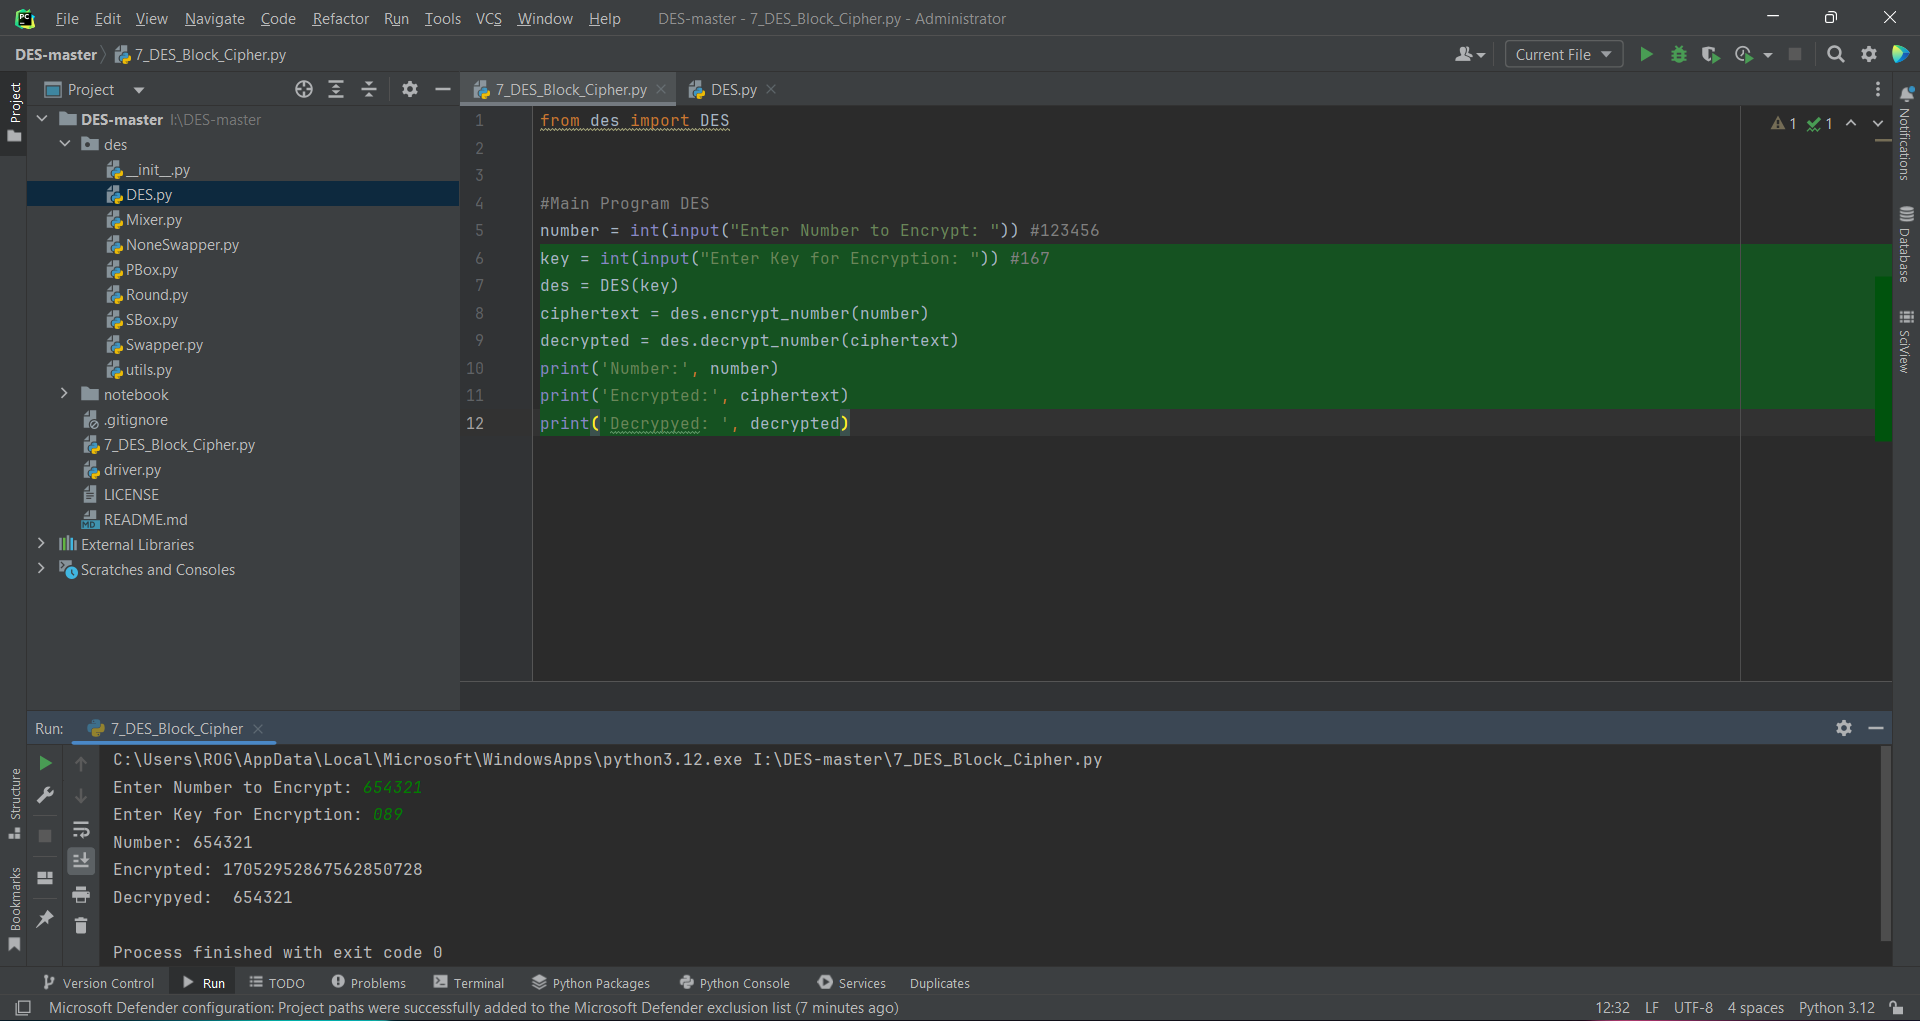 File Edit View Navigate Code Refactor Run Tools VCS Window Help DES-master - 7_DES_Block_Cipher.py - Administrator
DES-master 7_DES_Block_Cipher.py Current File
Project
Project
7_DES_Block_Cipher.py DES.py
DES-master I:\DES-master
des
__init__.py
DES.py
Mixer.py
NoneSwapper.py
PBox.py
Round.py
SBox.py
Swapper.py
utils.py
notebook
.gitignore
7_DES_Block_Cipher.py
driver.py
LICENSE
README.md
External Libraries
Scratches and Consoles
1 from des import DES
2
3
4 #Main Program DES
5 number = int(input("Enter Number to Encrypt: ")) #123456
6 key = int(input("Enter Key for Encryption: ")) #167
7 des = DES(key)
8 ciphertext = des.encrypt_number(number)
9 decrypted = des.decrypt_number(ciphertext)
10 print('Number:', number)
11 print('Encrypted:', ciphertext)
12 print('Decrypyed: ', decrypted)
1 1
Notifications
Database
SciView
Run: 7_DES_Block_Cipher
C:\Users\ROG\AppData\Local\Microsoft\WindowsApps\python3.12.exe I:\DES-master\7_DES_Block_Cipher.py
Enter Number to Encrypt: 654321
Enter Key for Encryption: 089
Number: 654321
Encrypted: 17052952867562850728
Decrypyed:  654321
Process finished with exit code 0
Structure
Bookmarks
Version Control Run TODO Problems Terminal Python Packages Python Console Services Duplicates
Microsoft Defender configuration: Project paths were successfully added to the Microsoft Defender exclusion list (7 minutes ago) 12:32 LF UTF-8 4 spaces Python 3.12